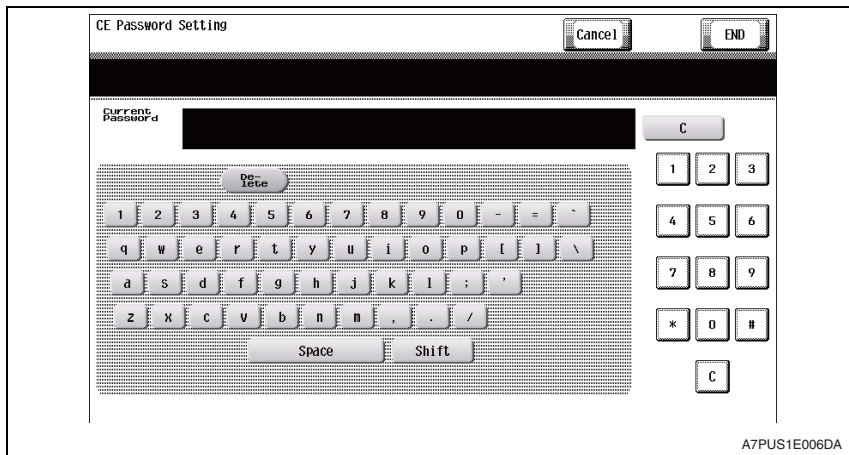 CE Password Setting
Cancel
END
Current
Password
C
De-
lete
1 2 3
1 2 3 4 5 6 7 8 9 0 - = `
4 5 6
q w e r t y u i o p [ ] \
7 8 9
a s d f g h j k l ; '
z x c v b n m , . /
* 0 #
Space Shift
C
A7PUS1E006DA